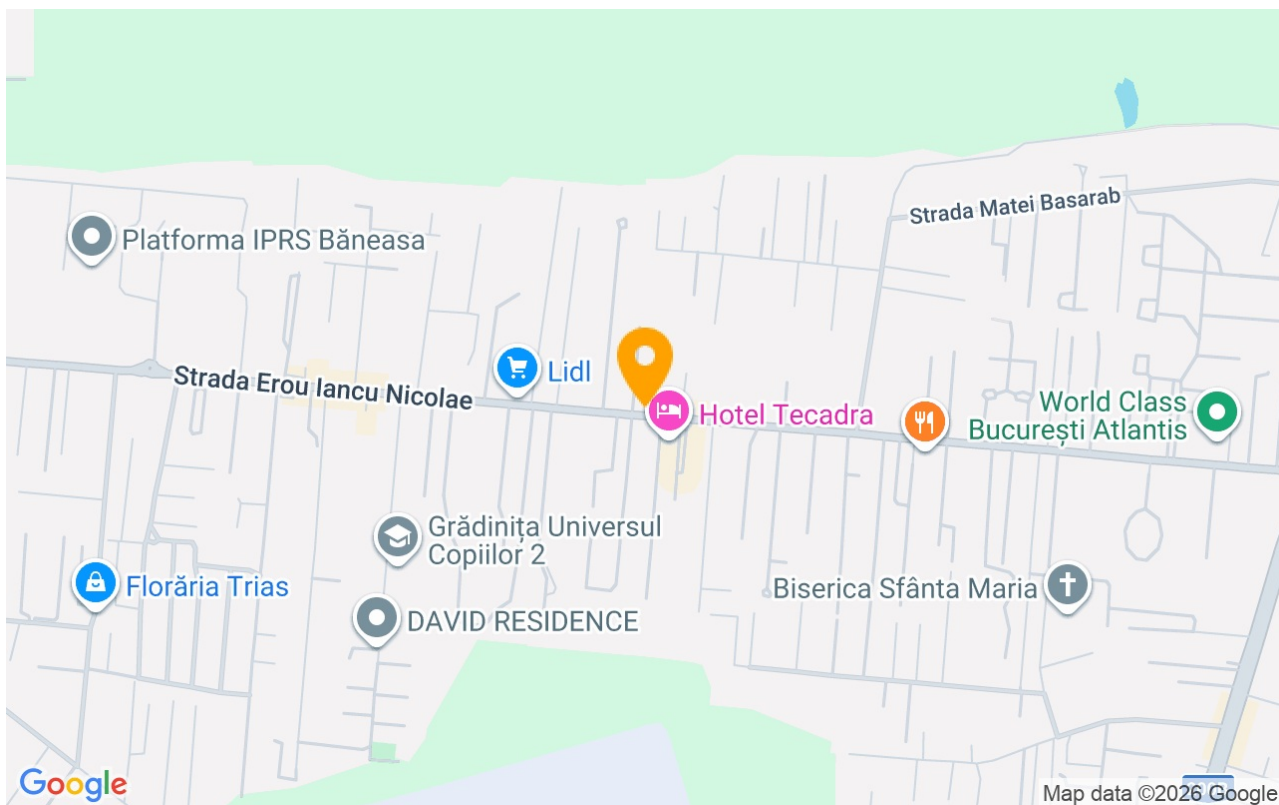 Strada Matei Basarab
Platforma IPRS Băneasa
Strada Erou Iancu Nicolae
Lidl
Hotel Tecadra
World Class
București Atlantis
Grădinița Universul
Copiilor 2
Florăria Trias
Biserica Sfânta Maria
DAVID RESIDENCE
Google
Map data ©2026 Google